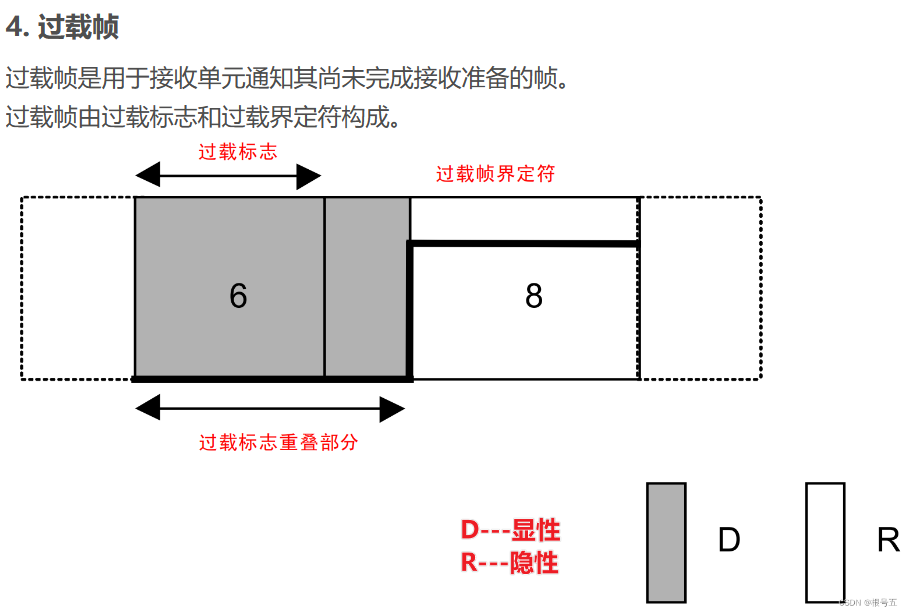 4. 过载帧
过载帧是用于接收单元通知其尚未完成接收准备的帧。
过载帧由过载标志和过载界定符构成。
过载标志
过载帧界定符
6
8
过载标志重叠部分
D---显性
R---隐性
D
R
CSDN @根号五